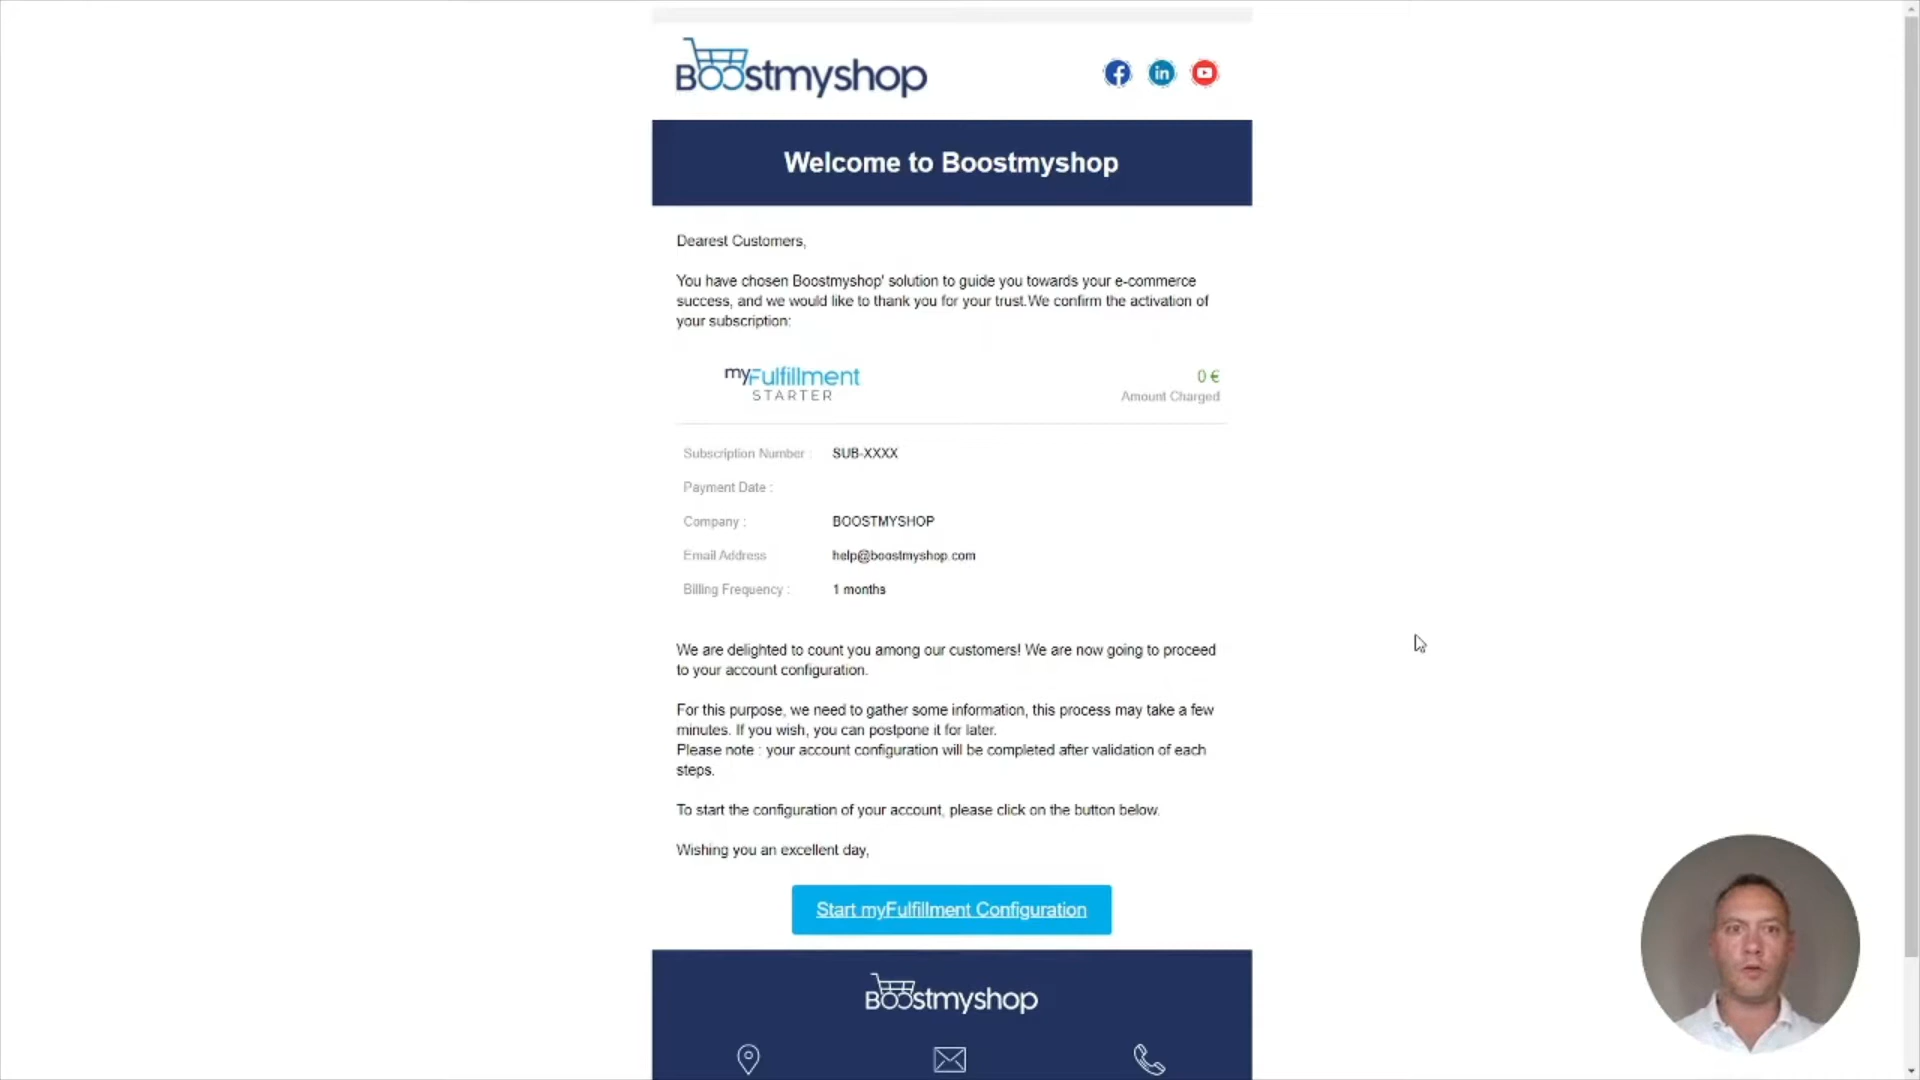 Boostmyshop
Welcome to Boostmyshop
Dearest Customers,
You have chosen Boostmyshop' solution to guide you towards your e-commerce
success, and we would like to thank you for your trust.We confirm the activation of
your subscription:
myFulfillment
STARTER
0 €
Amount Charged
Subscription Number : SUB-XXXX
Payment Date :
Company : BOOSTMYSHOP
Email Address help@boostmyshop.com
Billing Frequency : 1 months
We are delighted to count you among our customers! We are now going to proceed
to your account configuration.
For this purpose, we need to gather some information, this process may take a few
minutes. If you wish, you can postpone it for later.
Please note : your account configuration will be completed after validation of each
steps.
To start the configuration of your account, please click on the button below.
Wishing you an excellent day,
Start myFulfillment Configuration
Boostmyshop